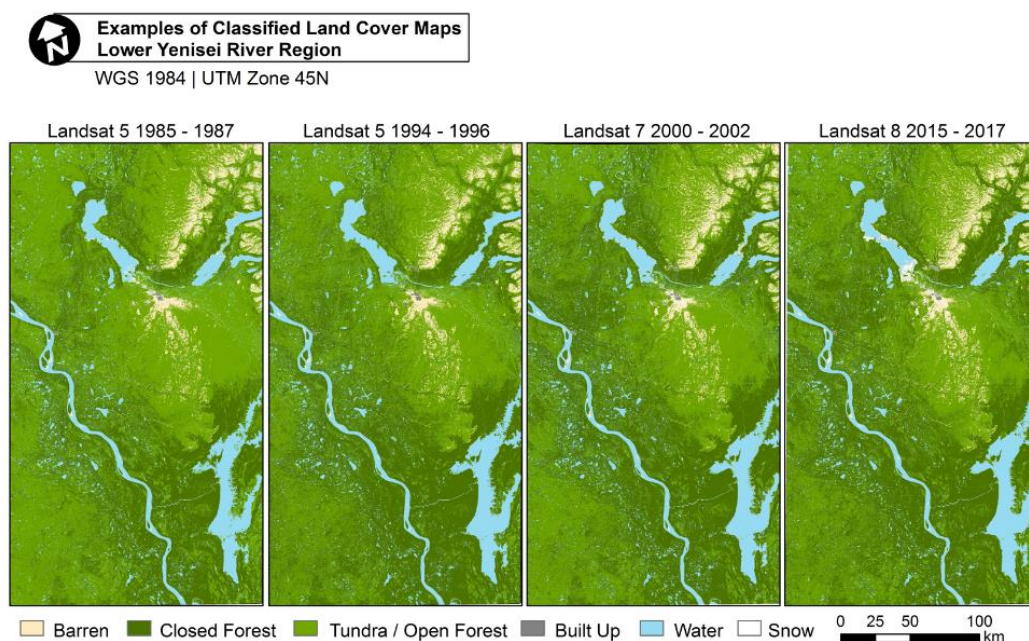 N
Examples of Classified Land Cover Maps
Lower Yenisei River Region
WGS 1984 | UTM Zone 45N
Landsat 5 1985 - 1987
Landsat 5 1994 - 1996
Landsat 7 2000 - 2002
Landsat 8 2015 - 2017
Barren
Closed Forest
Tundra / Open Forest
Built Up
Water
Snow
0 25 50 100
km